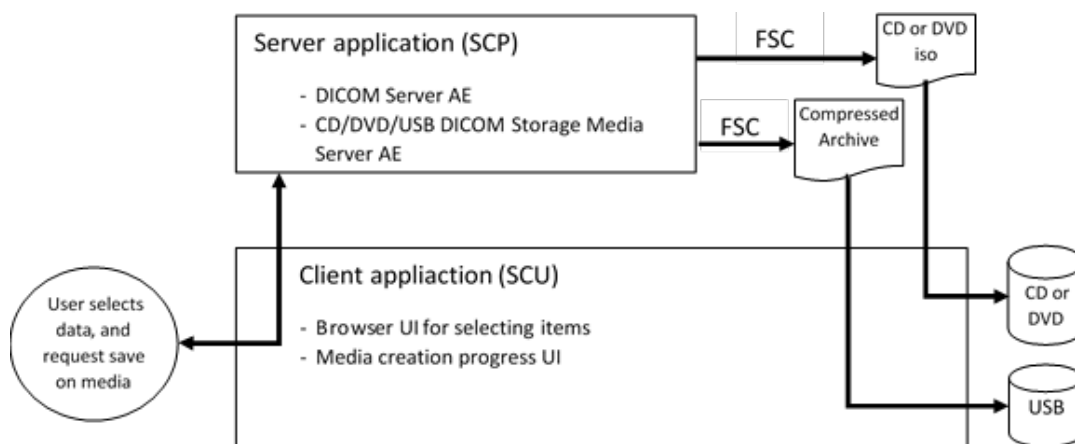 Server application (SCP)
- DICOM Server AE
- CD/DVD/USB DICOM Storage Media
Server AE
FSC
CD or DVD
iso
FSC
Compressed
Archive
Client appliaction (SCU)
- Browser UI for selecting items
- Media creation progress UI
User selects
data, and
request save
on media
CD or
DVD
USB